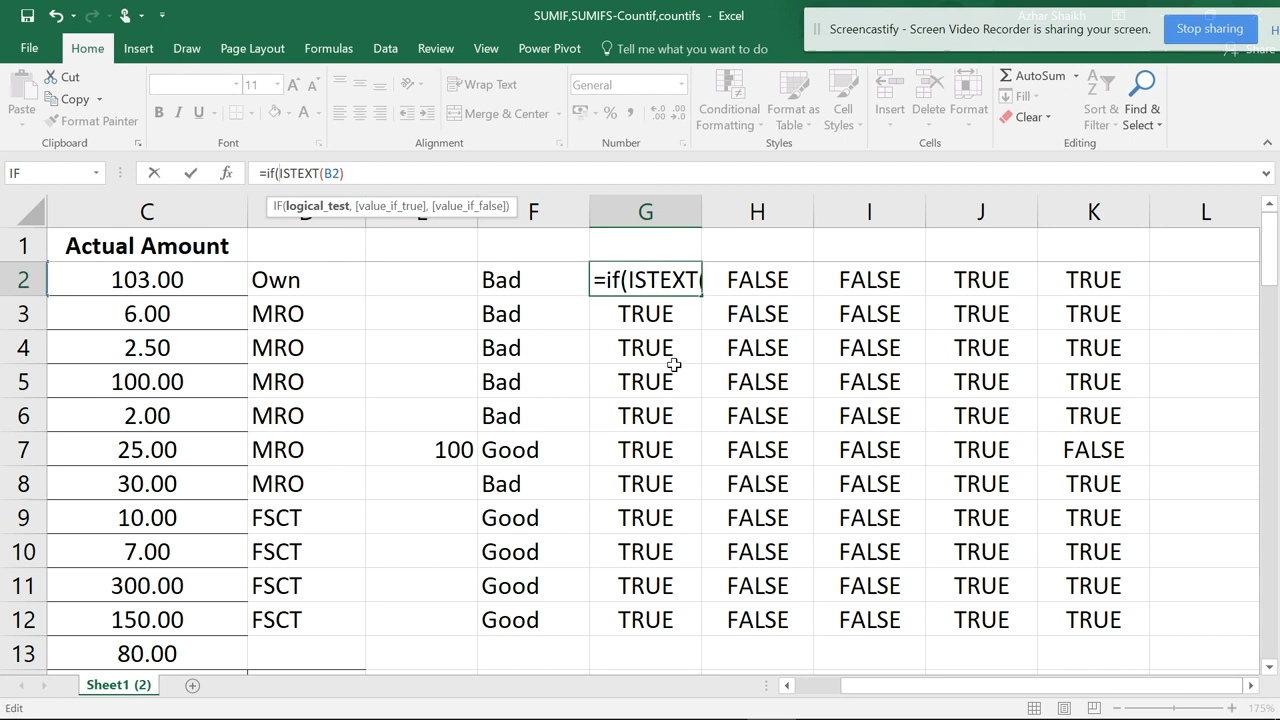 SUMIF,SUMIFS-Countif,countifs - Excel
Azhar Shaikh
Screencastify - Screen Video Recorder is sharing your screen.
Stop sharing
H
File Home Insert Draw Page Layout Formulas Data Review View Power Pivot Tell me what you want to do Share
Paste
Cut
Copy
Format Painter
Clipboard
11 A A
B I U A
Font
Wrap Text
Merge & Center
Alignment
General
% ,
Number
Conditional Formatting
Format as Table
Cell Styles
Styles
Insert Delete Format
Cells
AutoSum
Fill
Clear
Sort & Filter
Find & Select
Editing
IF fx =if(ISTEXT(B2)
IF(logical_test, [value_if_true], [value_if_false])
C F G H I J K L
1 Actual Amount
2 103.00 Own Bad =if(ISTEXT( FALSE FALSE TRUE TRUE
3 6.00 MRO Bad TRUE FALSE FALSE TRUE TRUE
4 2.50 MRO Bad TRUE FALSE FALSE TRUE TRUE
5 100.00 MRO Bad TRUE FALSE FALSE TRUE TRUE
6 2.00 MRO Bad TRUE FALSE FALSE TRUE TRUE
7 25.00 MRO 100 Good TRUE FALSE FALSE TRUE FALSE
8 30.00 MRO Bad TRUE FALSE FALSE TRUE TRUE
9 10.00 FSCT Good TRUE FALSE FALSE TRUE TRUE
10 7.00 FSCT Good TRUE FALSE FALSE TRUE TRUE
11 300.00 FSCT Good TRUE FALSE FALSE TRUE TRUE
12 150.00 FSCT Good TRUE FALSE FALSE TRUE TRUE
13 80.00
Sheet1 (2)
Edit
175%